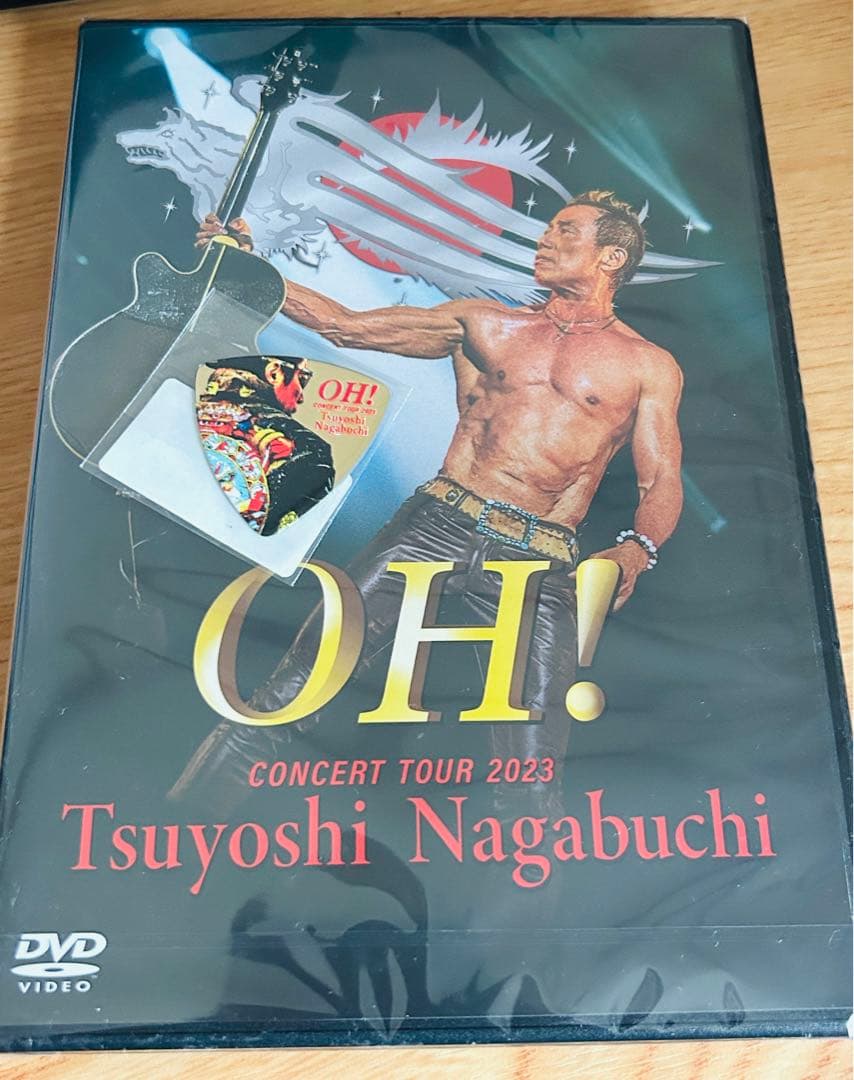 OH!
CONCERT TOUR 2023
Tsuyoshi
Nagabuchi
OH!
CONCERT TOUR 2023
Tsuyoshi Nagabuchi
DVD
VIDEO